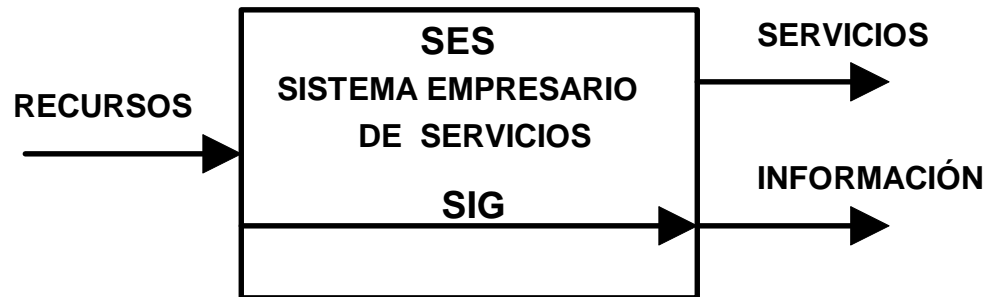 SES
SISTEMA EMPRESARIO
DE SERVICIOS
SERVICIOS
RECURSOS
INFORMACIÓN
SIG